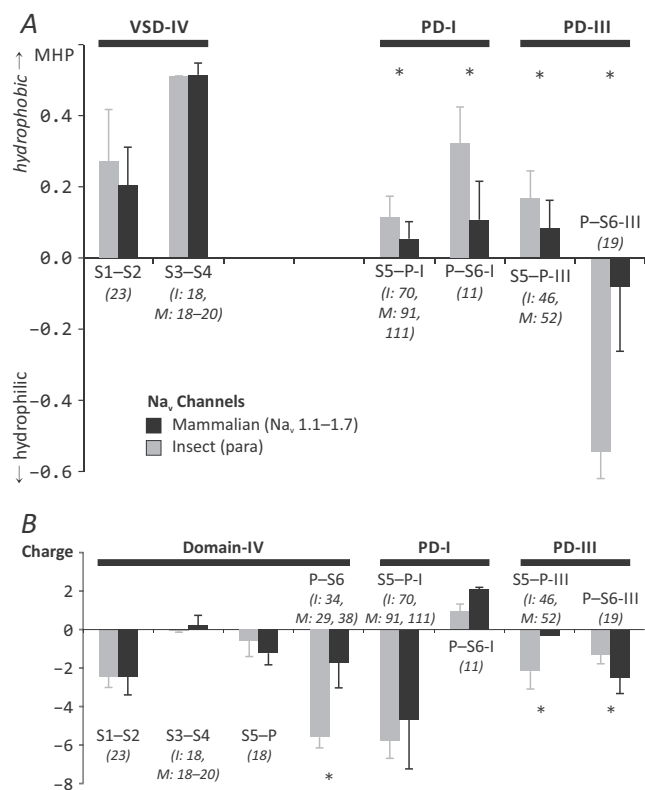 A
VSD-IV
PD-I
PD-III
MHP
← hydrophilic
hydrophobic →
* * * *
0.4
0.2
0.0
−0.2
−0.4
−0.6
S1–S2
(23)
S3–S4
(I: 18,
M: 18–20)
S5–P-I
(I: 70,
M: 91,
111)
P–S6-I
(11)
S5–P-III
(I: 46,
M: 52)
P–S6-III
(19)
Nav Channels
Mammalian (Nav 1.1–1.7)
Insect (para)
B
Charge
Domain-IV
PD-I
PD-III
2
0
−2
−4
−6
−8
S1–S2
(23)
S3–S4
(I: 18,
M: 18–20)
S5–P
(18)
P–S6
(I: 34,
M: 29, 38)
*
S5–P-I
(I: 70,
M: 91, 111)
P–S6-I
(11)
S5–P-III
(I: 46,
M: 52)
*
P–S6-III
(19)
*